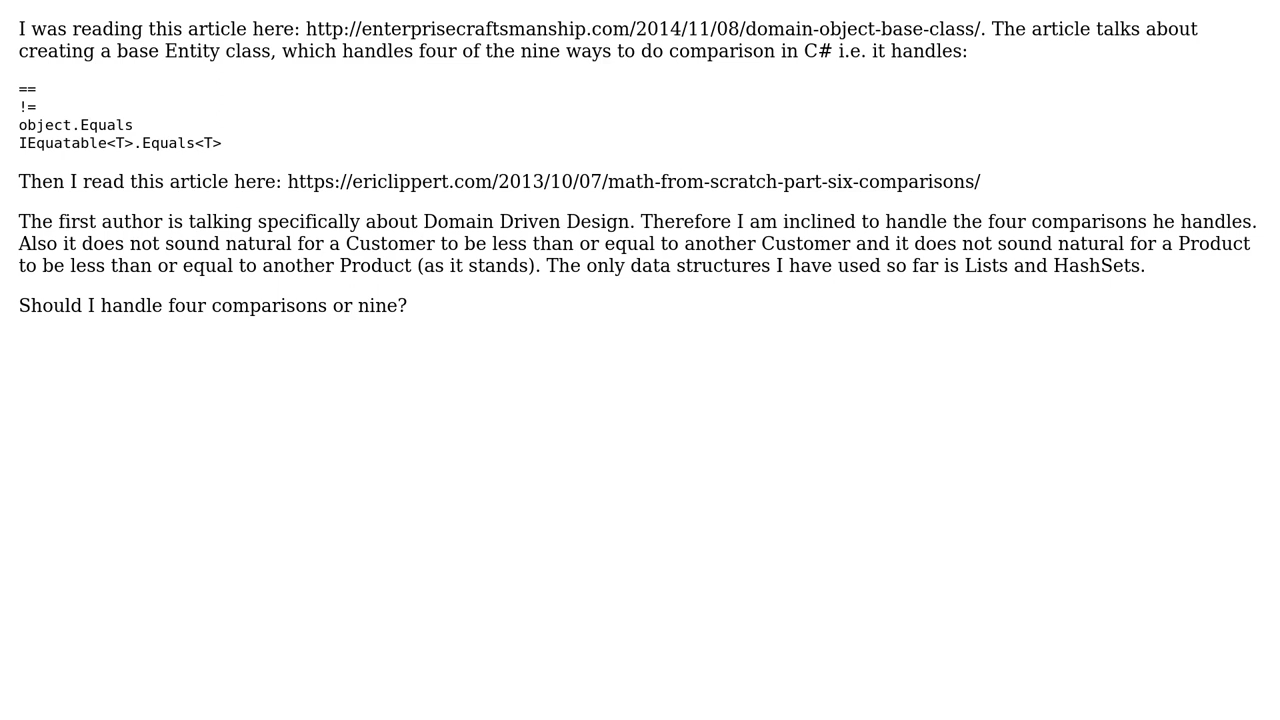 I was reading this article here: http://enterprisecraftsmanship.com/2014/11/08/domain-object-base-class/. The article talks about
creating a base Entity class, which handles four of the nine ways to do comparison in C# i.e. it handles:
==
!=
object.Equals
IEquatable<T>.Equals<T>
Then I read this article here: https://ericlippert.com/2013/10/07/math-from-scratch-part-six-comparisons/
The first author is talking specifically about Domain Driven Design. Therefore I am inclined to handle the four comparisons he handles.
Also it does not sound natural for a Customer to be less than or equal to another Customer and it does not sound natural for a Product
to be less than or equal to another Product (as it stands). The only data structures I have used so far is Lists and HashSets.
Should I handle four comparisons or nine?